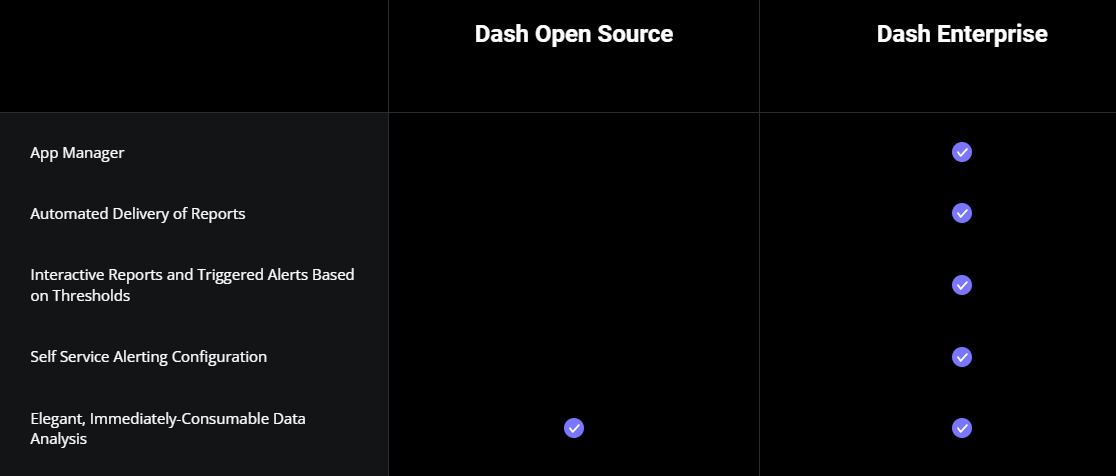 Dash Open Source
Dash Enterprise
App Manager
Automated Delivery of Reports
Interactive Reports and Triggered Alerts Based
on Thresholds
Self Service Alerting Configuration
Elegant, Immediately-Consumable Data
Analysis